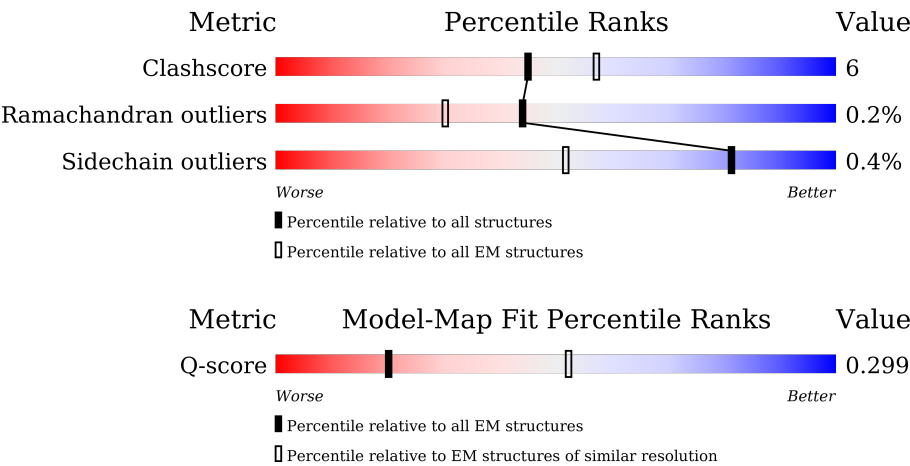 Metric Percentile Ranks Value
Clashscore 6
Ramachandran outliers 0.2%
Sidechain outliers 0.4%
Worse Better
Percentile relative to all structures
Percentile relative to all EM structures
Metric Model-Map Fit Percentile Ranks Value
Q-score 0.299
Worse Better
Percentile relative to all EM structures
Percentile relative to EM structures of similar resolution